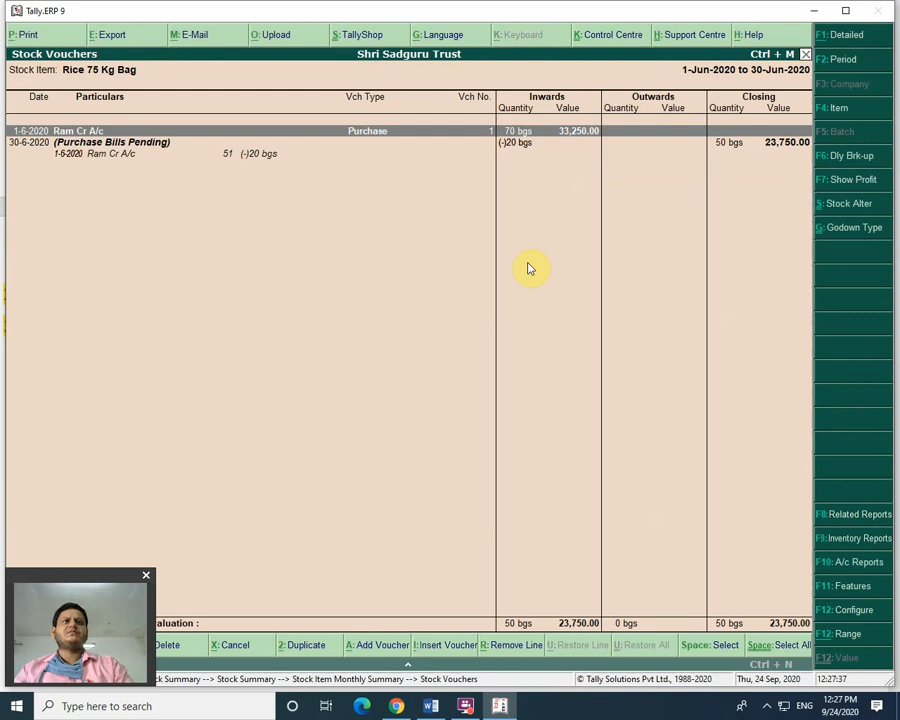 Tally.ERP 9
P: Print E: Export M: E-Mail O: Upload S: TallyShop G: Language K: Keyboard K: Control Centre H: Support Centre H: Help
Stock Vouchers Shri Sadguru Trust Ctrl + M
Stock Item: Rice 75 Kg Bag 1-Jun-2020 to 30-Jun-2020
Date Particulars Vch Type Vch No. Inwards Outwards Closing
Quantity Value Quantity Value Quantity Value
1-6-2020 Ram Cr A/c Purchase 1 70 bgs 33,250.00
30-6-2020 (Purchase Bills Pending) (-)20 bgs 50 bgs 23,750.00
1-6-2020 Ram Cr A/c 51 (-)20 bgs
aluation : 50 bgs 23,750.00 0 bgs 50 bgs 23,750.00
Delete X: Cancel 2: Duplicate A: Add Voucher I: Insert Voucher R: Remove Line U: Restore Line U: Restore All Space: Select Space: Select All
Ctrl + N
ck Summary --> Stock Summary --> Stock Item Monthly Summary --> Stock Vouchers © Tally Solutions Pvt Ltd., 1988-2020 Thu, 24 Sep, 2020 12:27:37
F1: Detailed
F2: Period
F3: Company
F4: Item
F5: Batch
F6: Dly Brk-up
F7: Show Profit
S: Stock Alter
G: Godown Type
F8: Related Reports
F9: Inventory Reports
F10: A/c Reports
F11: Features
F12: Configure
F12: Range
F12: Value
Type here to search
ENG 12:27 PM
9/24/2020